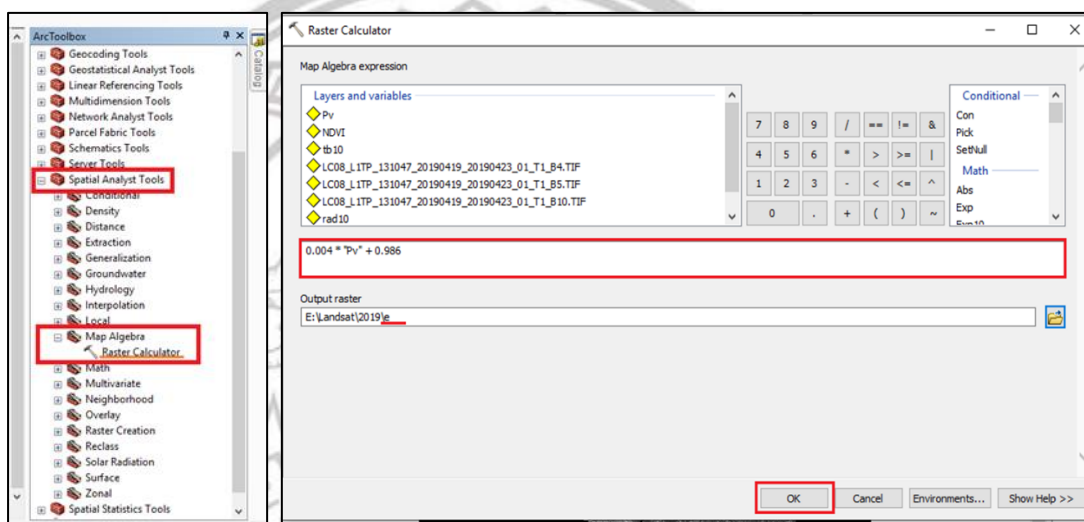 ArcToolbox
Geocoding Tools
Geostatistical Analyst Tools
Linear Referencing Tools
Multidimension Tools
Network Analyst Tools
Parcel Fabric Tools
Schematics Tools
Server Tools
Spatial Analyst Tools
Conditional
Density
Distance
Extraction
Generalization
Groundwater
Hydrology
Interpolation
Local
Map Algebra
Raster Calculator
Math
Multivariate
Neighborhood
Overlay
Raster Creation
Reclass
Solar Radiation
Surface
Zonal
Spatial Statistics Tools
Catalog
Raster Calculator
Map Algebra expression
Layers and variables
Pv
NDVI
tb10
LC08_L1TP_131047_20190419_20190423_01_T1_B4.TIF
LC08_L1TP_131047_20190419_20190423_01_T1_B5.TIF
LC08_L1TP_131047_20190419_20190423_01_T1_B10.TIF
rad10
7 8 9 / == != &
4 5 6 * > >= |
1 2 3 - < <= ^
0 . + ( ) ~
Conditional
Con
Pick
SetNull
Math
Abs
Exp
Exp10
0.004 * "Pv" + 0.986
Output raster
E:\Landsat\2019\e
OK Cancel Environments... Show Help >>